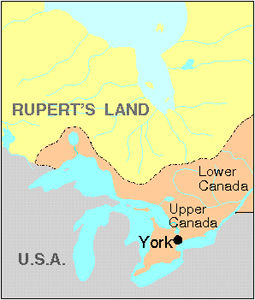 RUPERT'S LAND
Lower
Canada
Upper
Canada
York
U.S.A.